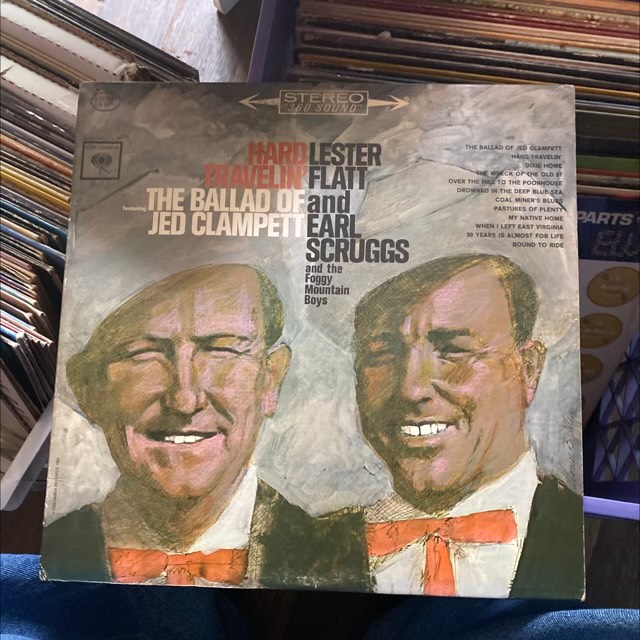 STEREO
"360 SOUND"
HARD
TRAVELIN'
featuring
THE BALLAD OF
JED CLAMPETT
LESTER
FLATT
and
EARL
SCRUGGS
and the
Foggy
Mountain
Boys
THE BALLAD OF JED CLAMPETT
HARD TRAVELIN'
DIXIE HOME
THE WRECK OF THE OLD 97
OVER THE HILL TO THE POORHOUSE
DROWNED IN THE DEEP BLUE SEA
COAL MINER'S BLUES
PASTURES OF PLENTY
MY NATIVE HOME
WHEN I LEFT EAST VIRGINIA
99 YEARS IS ALMOST FOR LIFE
BOUND TO RIDE
PARTS